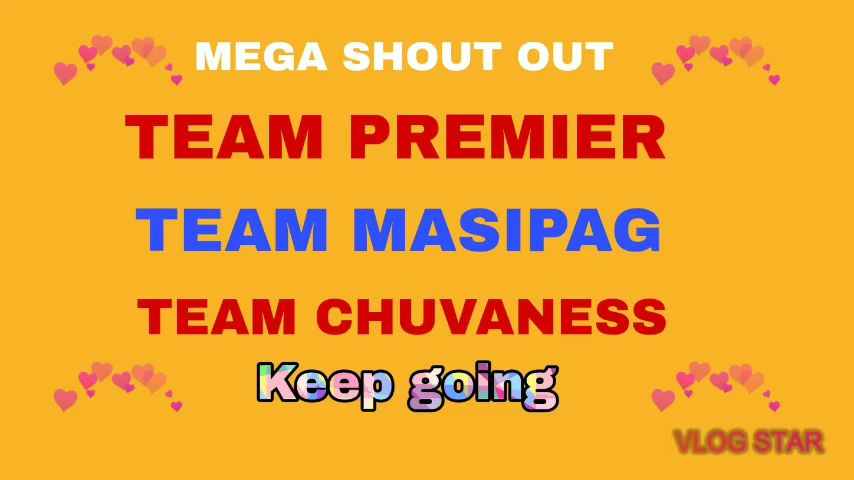 MEGA SHOUT OUT
TEAM PREMIER
TEAM MASIPAG
TEAM CHUVANESS
Keep going
VLOG STAR